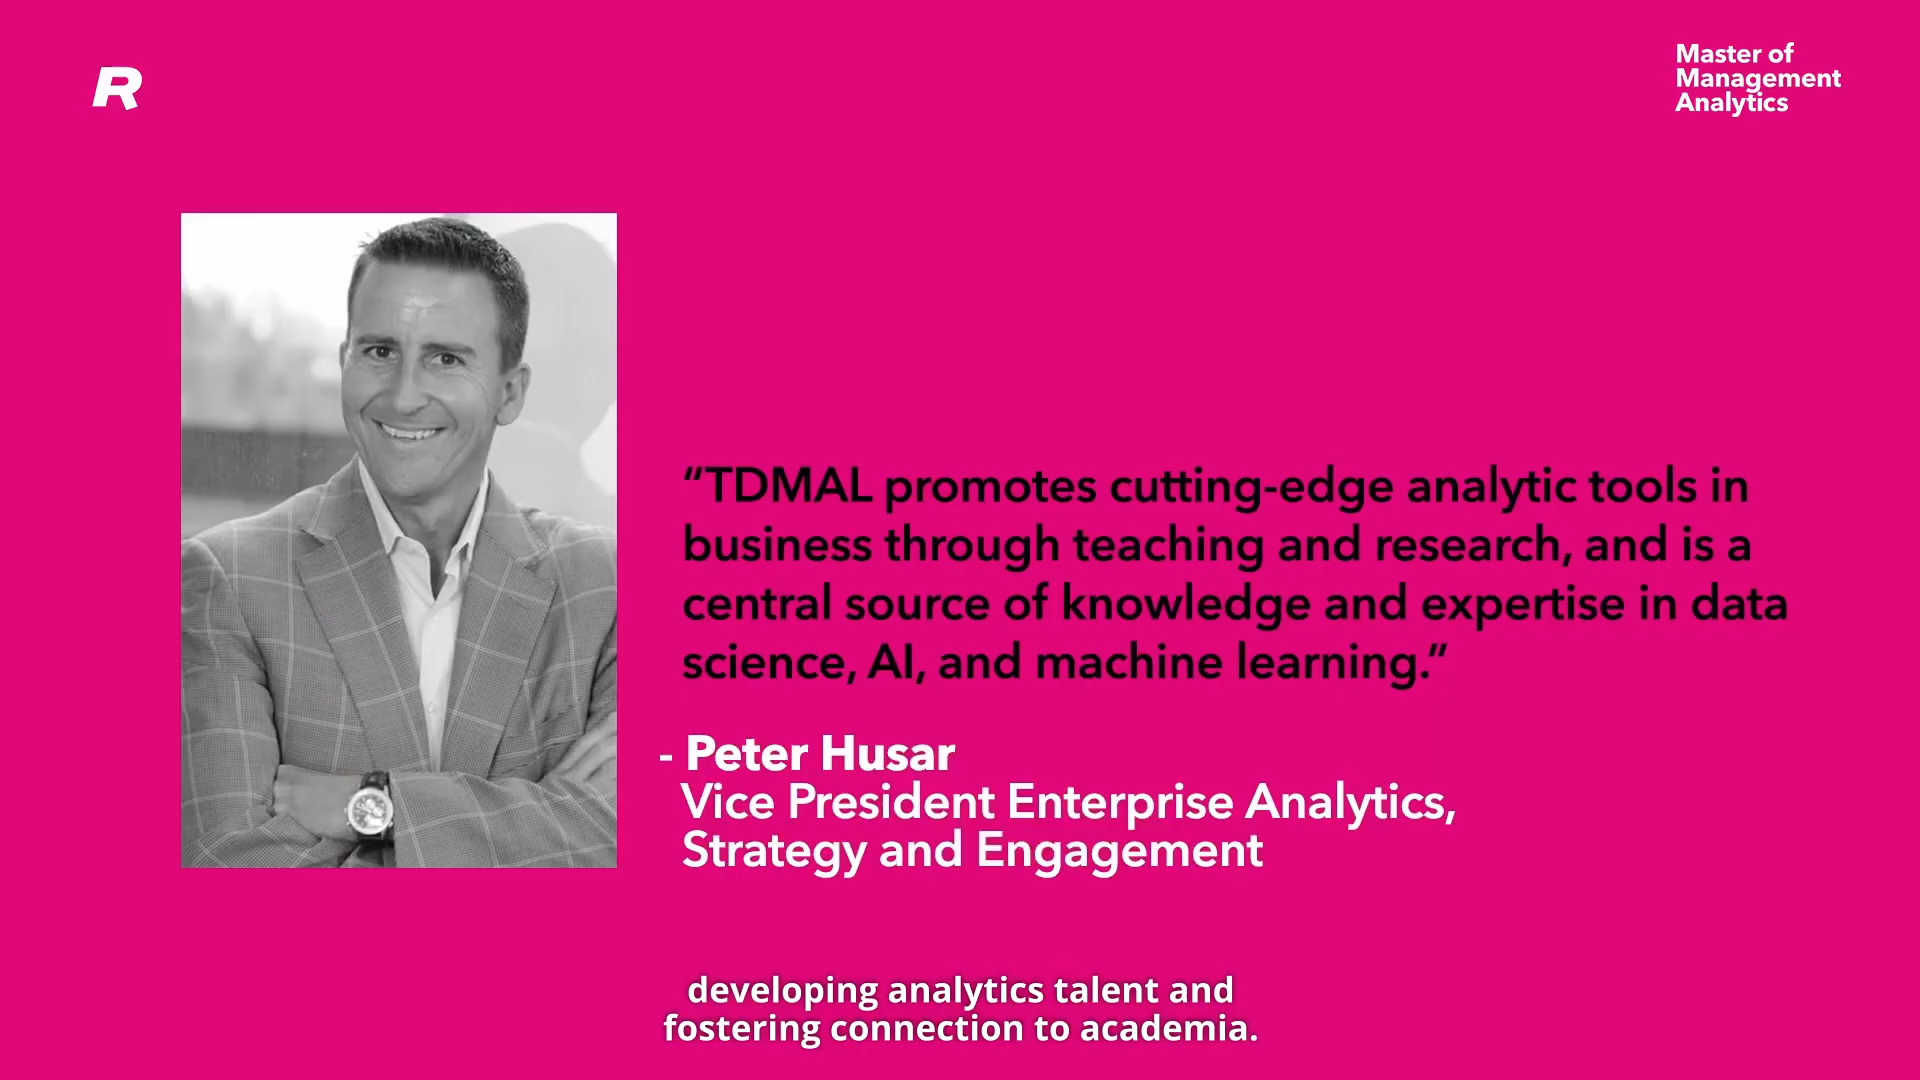 R
Master of
Management
Analytics
“TDMAL promotes cutting-edge analytic tools in
business through teaching and research, and is a
central source of knowledge and expertise in data
science, AI, and machine learning.”
- Peter Husar
Vice President Enterprise Analytics,
Strategy and Engagement
developing analytics talent and
fostering connection to academia.